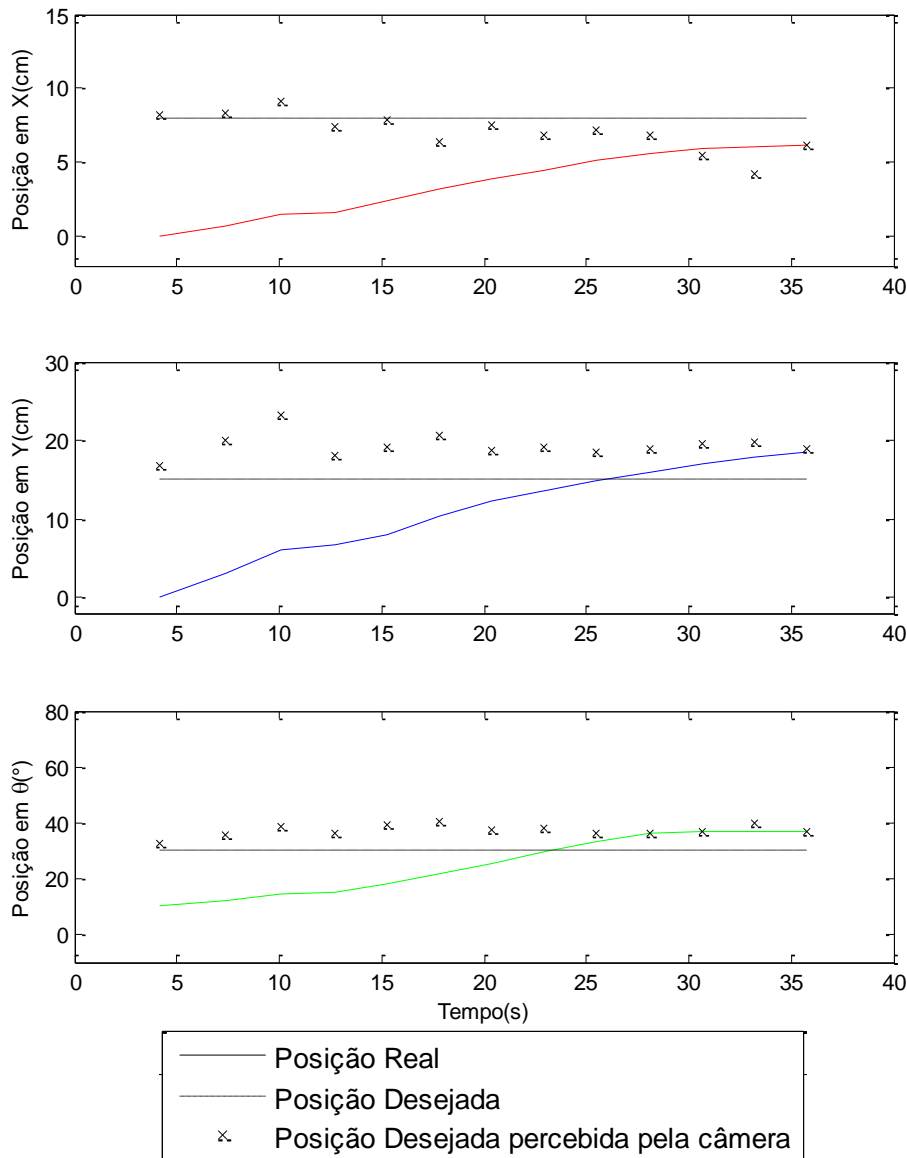 15
10
5
0
Posição em X(cm)
0 5 10 15 20 25 30 35 40
30
20
10
0
Posição em Y(cm)
0 5 10 15 20 25 30 35 40
80
60
40
20
0
Posição em θ(°)
0 5 10 15 20 25 30 35 40
Tempo(s)
Posição Real
Posição Desejada
Posição Desejada percebida pela câmera